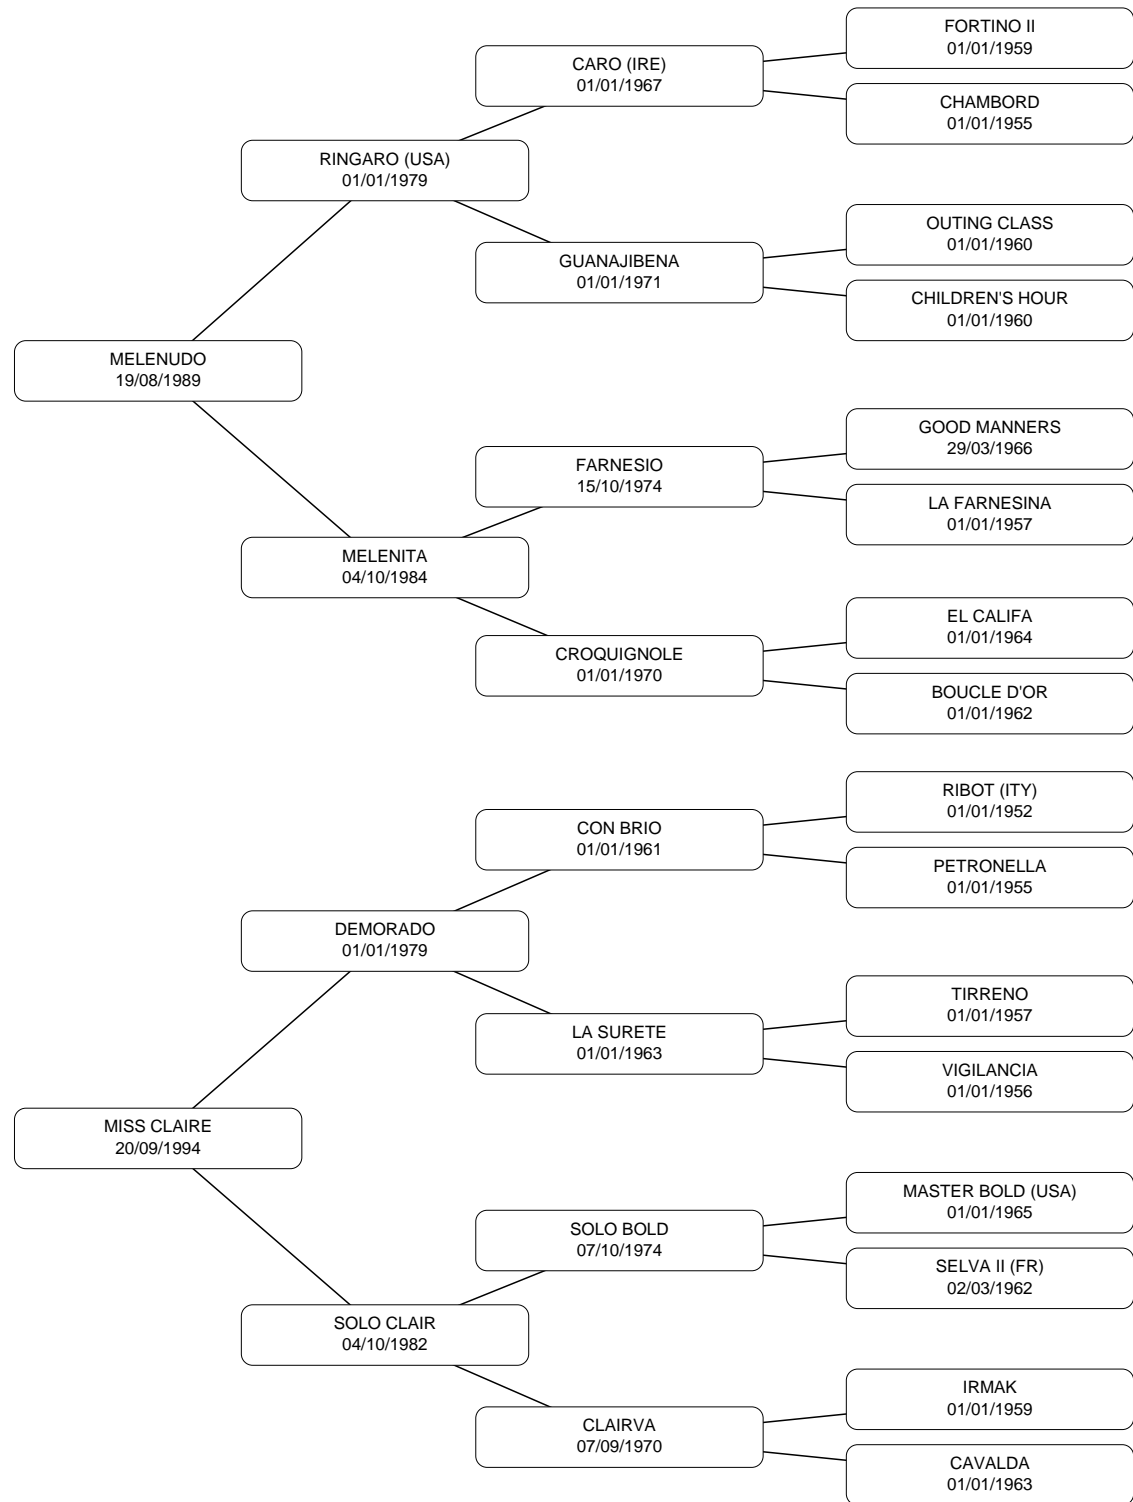 FORTINO II
01/01/1959
CARO (IRE)
01/01/1967
CHAMBORD
01/01/1955
RINGARO (USA)
01/01/1979
OUTING CLASS
01/01/1960
GUANAJIBENA
01/01/1971
CHILDREN'S HOUR
01/01/1960
MELENUDO
19/08/1989
GOOD MANNERS
29/03/1966
FARNESIO
15/10/1974
LA FARNESINA
01/01/1957
MELENITA
04/10/1984
EL CALIFA
01/01/1964
CROQUIGNOLE
01/01/1970
BOUCLE D'OR
01/01/1962
RIBOT (ITY)
01/01/1952
CON BRIO
01/01/1961
PETRONELLA
01/01/1955
DEMORADO
01/01/1979
TIRRENO
01/01/1957
LA SURETE
01/01/1963
VIGILANCIA
01/01/1956
MISS CLAIRE
20/09/1994
MASTER BOLD (USA)
01/01/1965
SOLO BOLD
07/10/1974
SELVA II (FR)
02/03/1962
SOLO CLAIR
04/10/1982
IRMAK
01/01/1959
CLAIRVA
07/09/1970
CAVALDA
01/01/1963